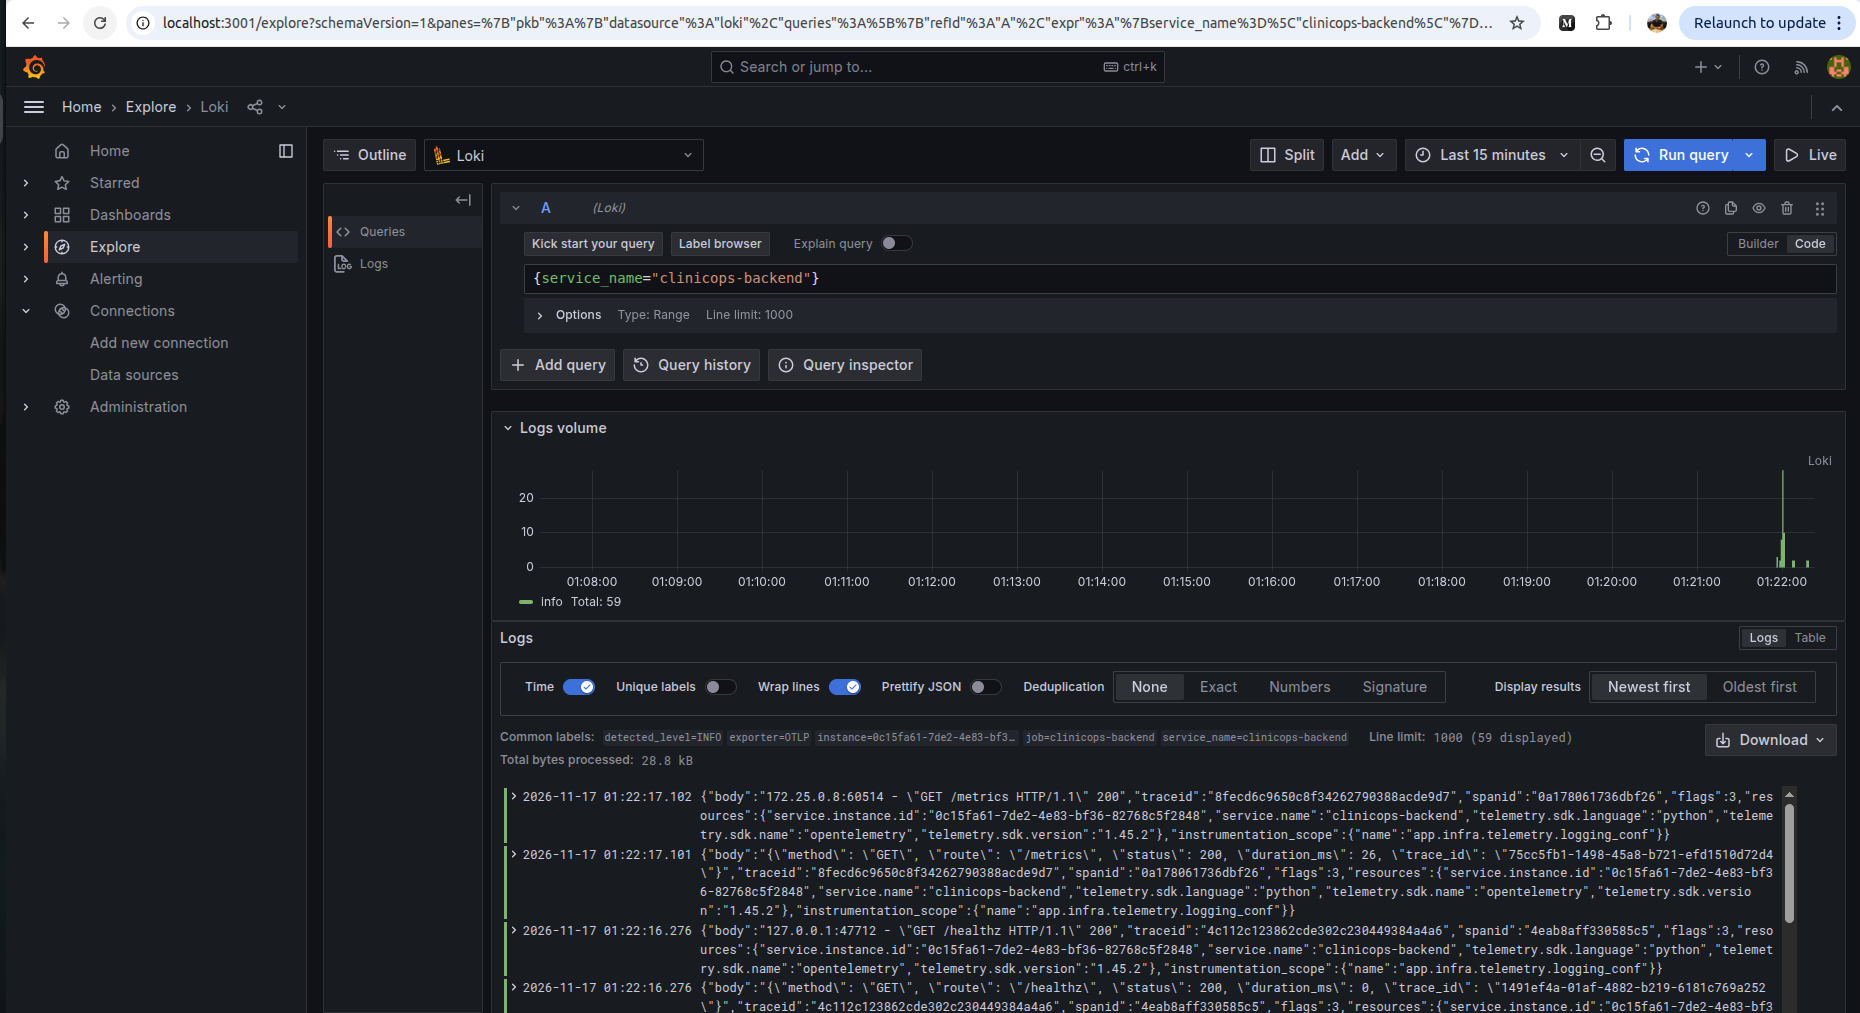 localhost:3001/explore?schemaVersion=1&panes=%7B"pkb"%3A%7B"datasource"%3A"loki"%2C"queries"%3A%5B%7B"refId"%3A"A"%2C"expr"%3A"%7Bservice_name%3D%5C"clinicops-backend%5C"%7D...
M
Relaunch to update
Search or jump to...
ctrl+k
Home › Explore › Loki
Home
Starred
Dashboards
Explore
Alerting
Connections
Add new connection
Data sources
Administration
Outline
Loki
Split
Add
Last 15 minutes
Run query
Live
Queries
Logs
A (Loki)
Kick start your query
Label browser
Explain query
Builder
Code
{service_name="clinicops-backend"}
Options Type: Range Line limit: 1000
Add query
Query history
Query inspector
Logs volume
Loki
20
10
0
01:08:00 01:09:00 01:10:00 01:11:00 01:12:00 01:13:00 01:14:00 01:15:00 01:16:00 01:17:00 01:18:00 01:19:00 01:20:00 01:21:00 01:22:00
info Total: 59
Logs
Logs Table
Time Unique labels Wrap lines Prettify JSON Deduplication None Exact Numbers Signature Display results Newest first Oldest first
Common labels: detected_level=INFO exporter=OTLP instance=0c15fa61-7de2-4e83-bf3… job=clinicops-backend service_name=clinicops-backend Line limit: 1000 (59 displayed)
Download
Total bytes processed: 28.8 kB
2026-11-17 01:22:17.102 {"body":"172.25.0.8:60514 - \"GET /metrics HTTP/1.1\" 200","traceid":"8fecd6c9650c8f34262790388acde9d7","spanid":"0a178061736dbf26","flags":3,"res
ources":{"service.instance.id":"0c15fa61-7de2-4e83-bf36-82768c5f2848","service.name":"clinicops-backend","telemetry.sdk.language":"python","teleme
try.sdk.name":"opentelemetry","telemetry.sdk.version":"1.45.2"},"instrumentation_scope":{"name":"app.infra.telemetry.logging_conf"}}
2026-11-17 01:22:17.101 {"body":"{\"method\": \"GET\", \"route\": \"/metrics\", \"status\": 200, \"duration_ms\": 26, \"trace_id\": \"75cc5fb1-1498-45a8-b721-efd1510d72d4
\"}","traceid":"8fecd6c9650c8f34262790388acde9d7","spanid":"0a178061736dbf26","flags":3,"resources":{"service.instance.id":"0c15fa61-7de2-4e83-bf3
6-82768c5f2848","service.name":"clinicops-backend","telemetry.sdk.language":"python","telemetry.sdk.name":"opentelemetry","telemetry.sdk.versio
n":"1.45.2"},"instrumentation_scope":{"name":"app.infra.telemetry.logging_conf"}}
2026-11-17 01:22:16.276 {"body":"127.0.0.1:47712 - \"GET /healthz HTTP/1.1\" 200","traceid":"4c112c123862cde302c230449384a4a6","spanid":"4eab8aff330585c5","flags":3,"reso
urces":{"service.instance.id":"0c15fa61-7de2-4e83-bf36-82768c5f2848","service.name":"clinicops-backend","telemetry.sdk.language":"python","telemet
ry.sdk.name":"opentelemetry","telemetry.sdk.version":"1.45.2"},"instrumentation_scope":{"name":"app.infra.telemetry.logging_conf"}}
2026-11-17 01:22:16.276 {"body":"{\"method\": \"GET\", \"route\": \"/healthz\", \"status\": 200, \"duration_ms\": 0, \"trace_id\": \"1491ef4a-01af-4882-b219-6181c769a252
\"}","traceid":"4c112c123862cde302c230449384a4a6","spanid":"4eab8aff330585c5","flags":3,"resources":{"service.instance.id":"0c15fa61-7de2-4e83-bf3